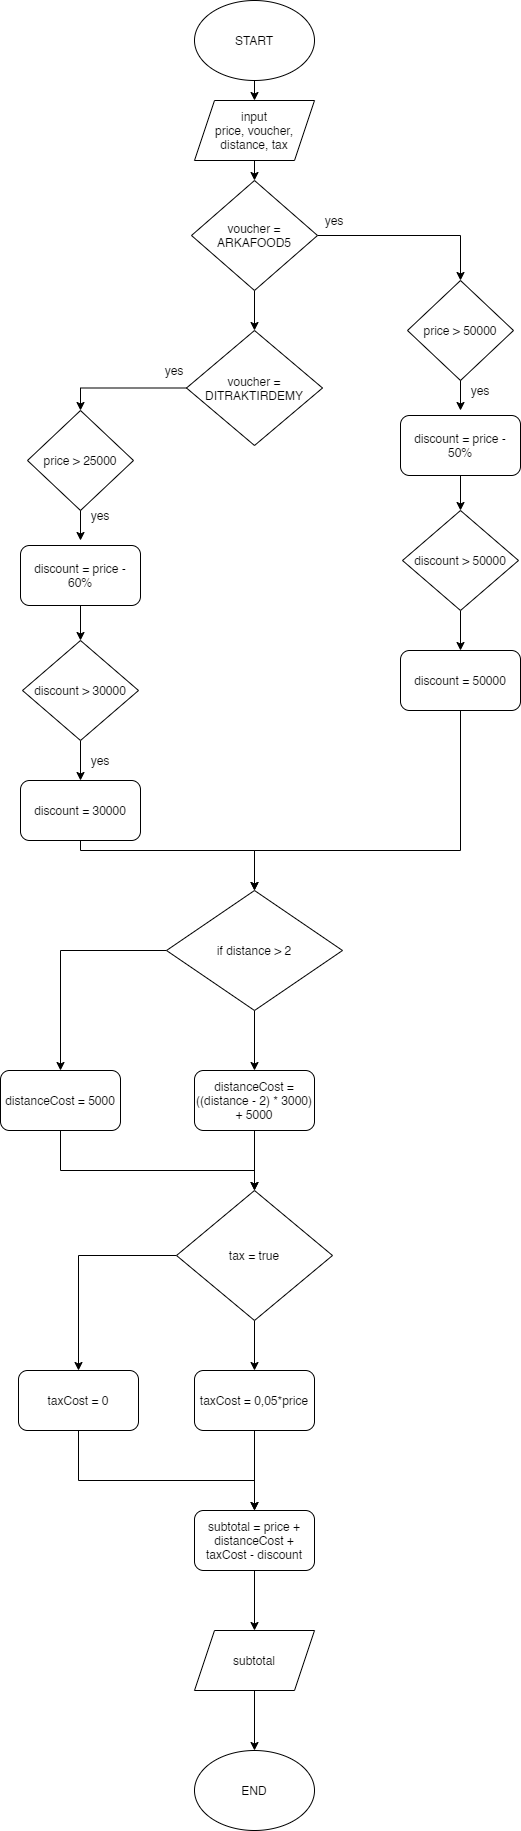 START
input
price, voucher,
distance, tax
voucher =
ARKAFOOD5
yes
price > 50000
yes
voucher =
DITRAKTIRDEMY
yes
price > 25000
yes
discount = price -
50%
discount > 50000
discount = price -
60%
discount > 30000
discount = 50000
yes
discount = 30000
if distance > 2
distanceCost = 5000
distanceCost =
((distance - 2) * 3000)
+ 5000
tax = true
taxCost = 0
taxCost = 0,05*price
subtotal = price +
distanceCost +
taxCost - discount
subtotal
END